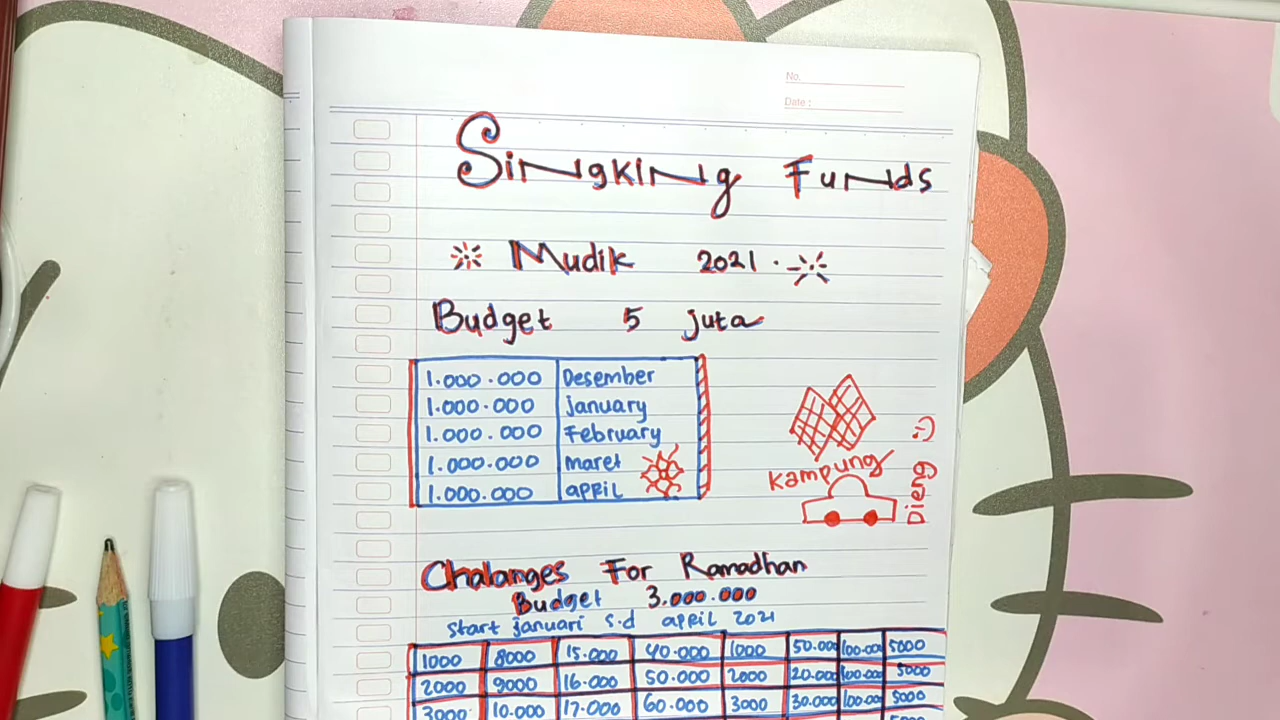 No.
Date :
Singking Funds
Mudik 2021.
Budget 5 juta
1.000.000 Desember
1.000.000 january
1.000.000 February
1.000.000 maret
1.000.000 april
Kampung
Dieng :)
Chalanges For Ramadhan
Budget 3.000.000
start januari s.d april 2021
1000 8000 15.000 40.000 1000 50.000 100.000 5000
2000 9000 16.000 50.000 2000 20.000 100.000 5000
3000 10.000 17.000 60.000 3000 30.000 100.000 5000